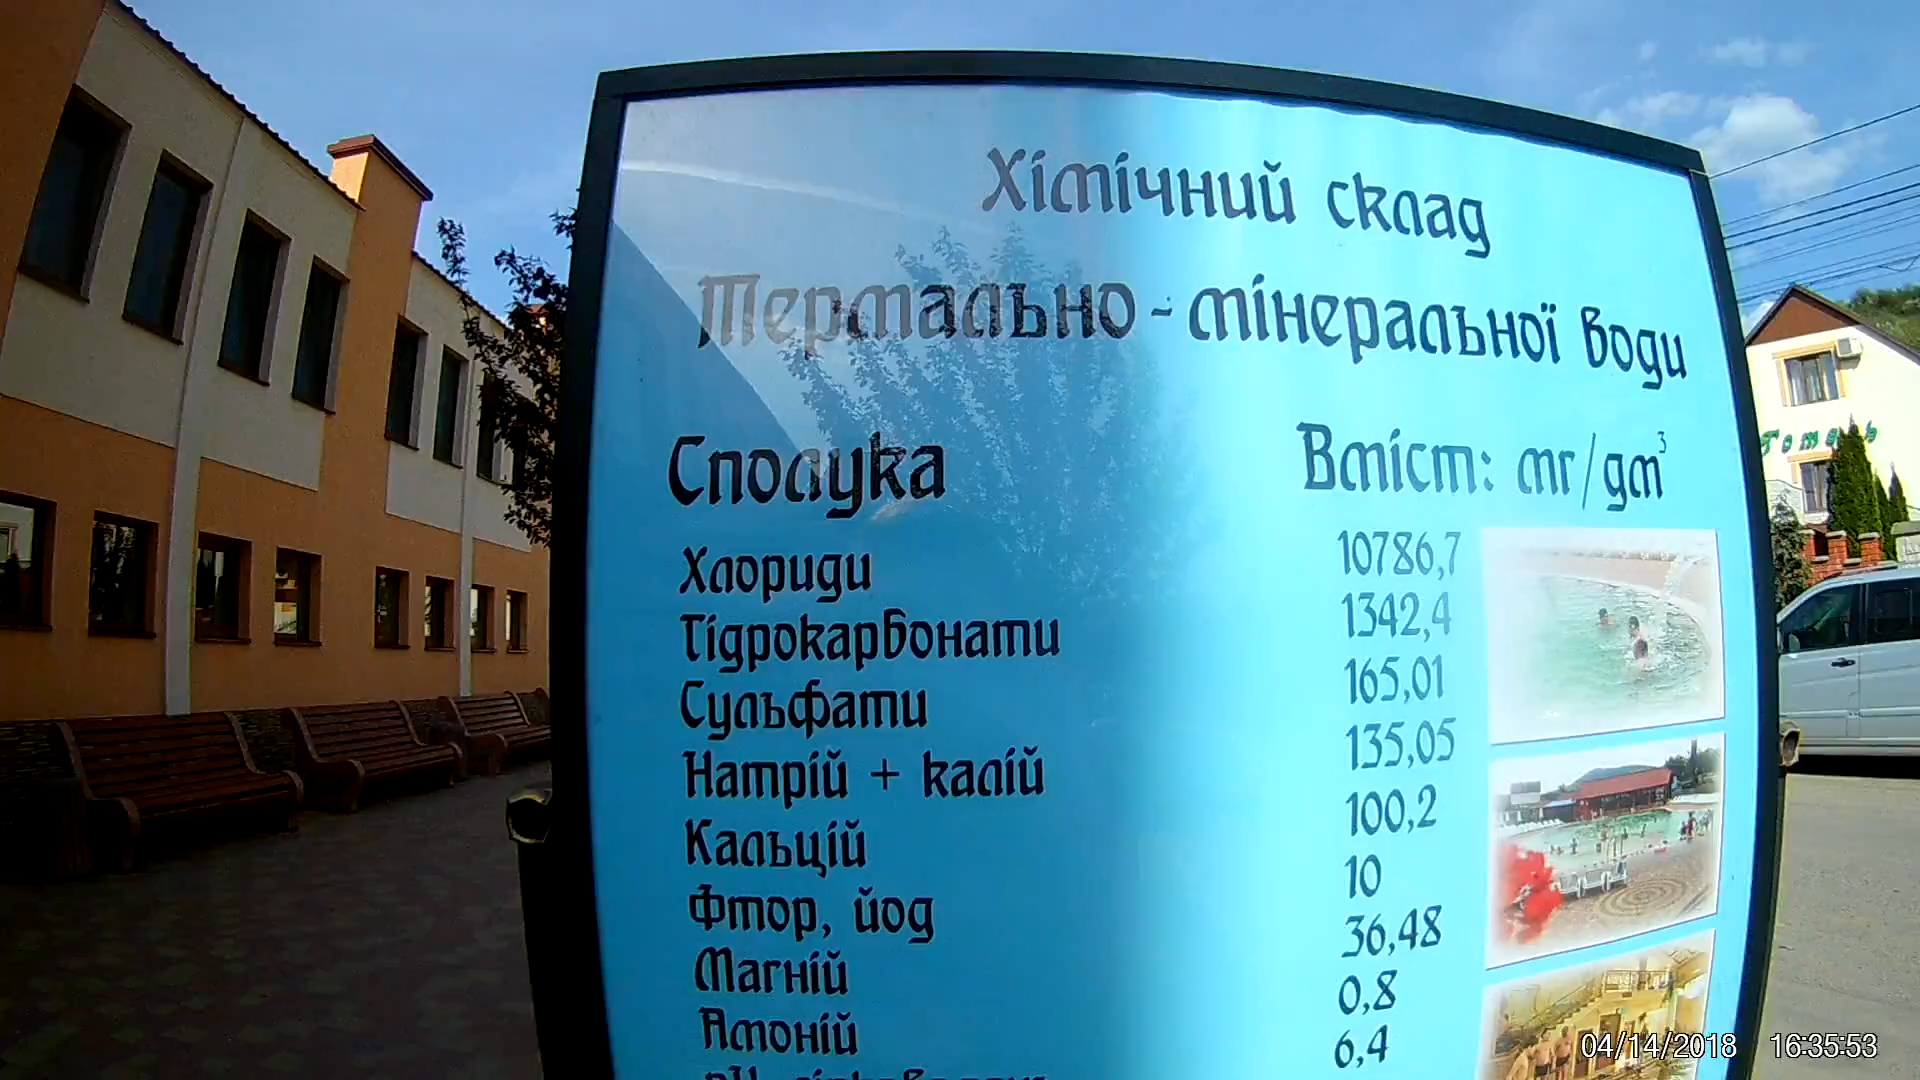 Хімічний склад
Термально - мінеральної води
Сполука Вміст: мг/дм³
Хлориди 10786,7
Гідрокарбонати 1342,4
Сульфати 165,01
Натрій + калій 135,05
Кальцій 100,2
Фтор, йод 10
Магній 36,48
Амоній 0,8
6,4
Готель
04/14/2018 16:35:53